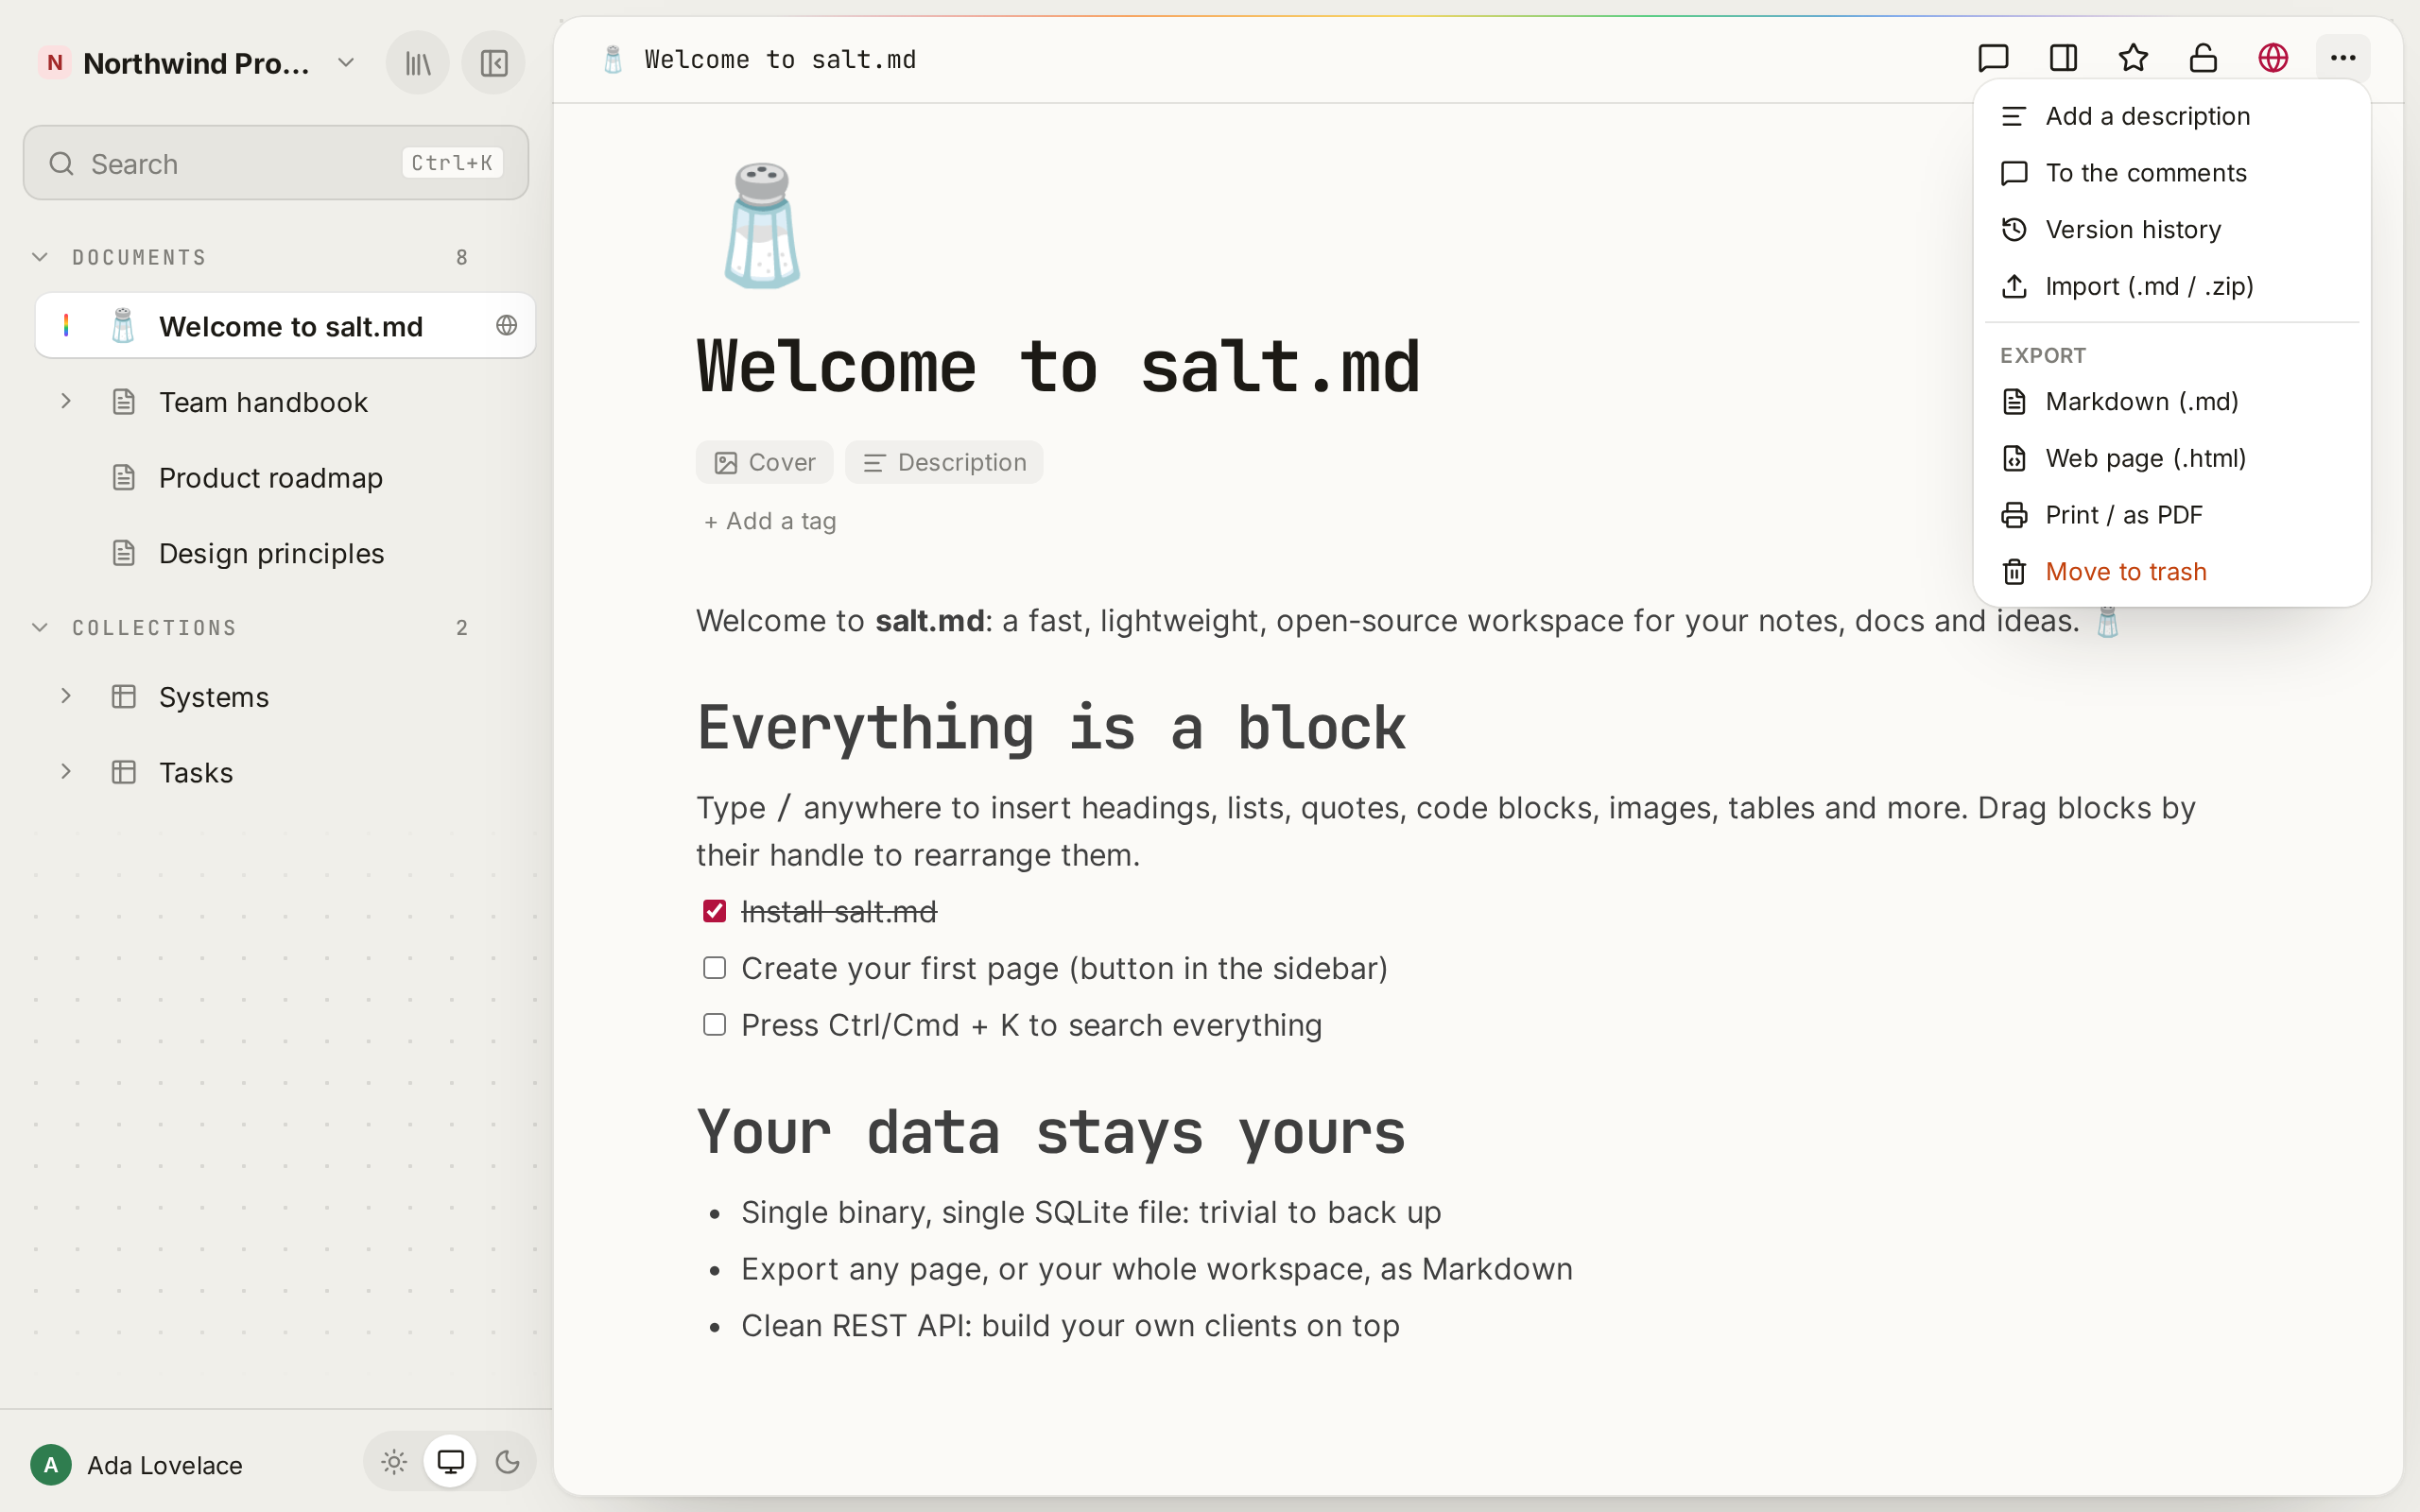 N Northwind Pro...
Search Ctrl+K
DOCUMENTS 8
Welcome to salt.md
Team handbook
Product roadmap
Design principles
COLLECTIONS 2
Systems
Tasks
A Ada Lovelace
Welcome to salt.md
Welcome to salt.md
Cover Description
+ Add a tag
Welcome to salt.md: a fast, lightweight, open-source workspace for your notes, docs and ideas.
Everything is a block
Type / anywhere to insert headings, lists, quotes, code blocks, images, tables and more. Drag blocks by
their handle to rearrange them.
Install salt.md
Create your first page (button in the sidebar)
Press Ctrl/Cmd + K to search everything
Your data stays yours
• Single binary, single SQLite file: trivial to back up
• Export any page, or your whole workspace, as Markdown
• Clean REST API: build your own clients on top
Add a description
To the comments
Version history
Import (.md / .zip)
EXPORT
Markdown (.md)
Web page (.html)
Print / as PDF
Move to trash